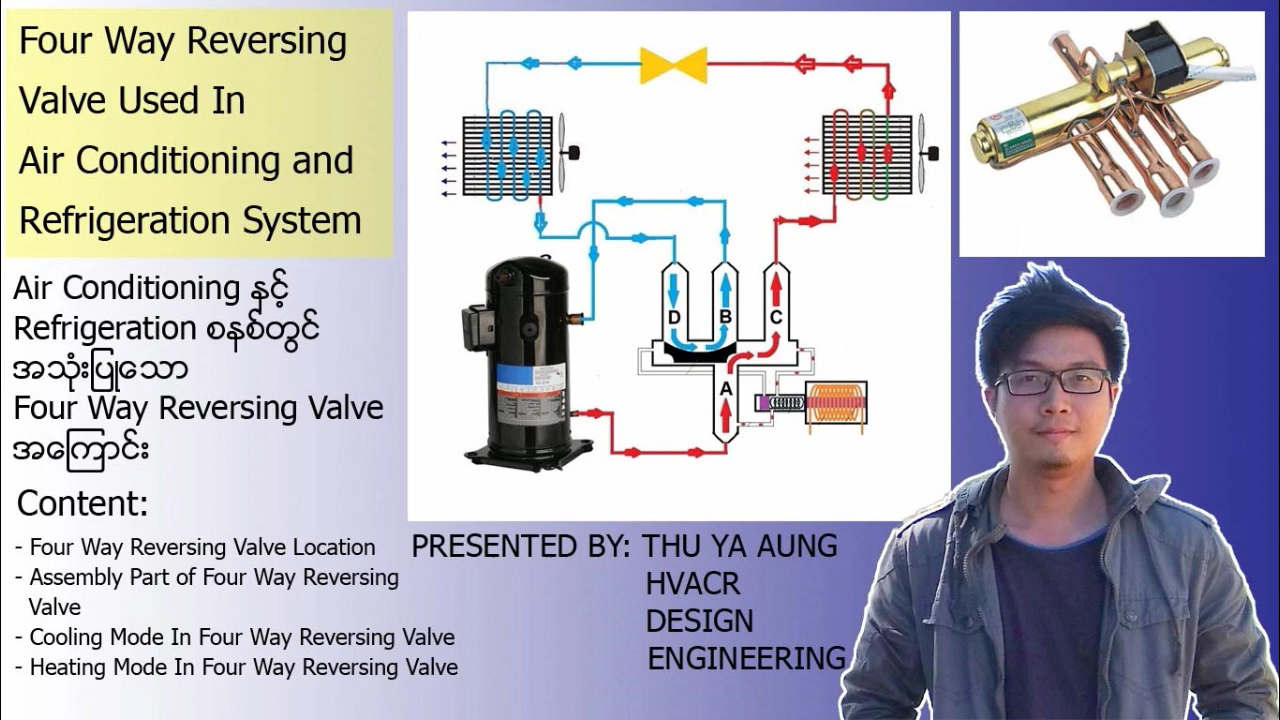 Four Way Reversing
Valve Used In
Air Conditioning and
Refrigeration System
Air Conditioning နှင့်
Refrigeration စနစ်တွင်
အသုံးပြုသော
Four Way Reversing Valve
အကြောင်း
Content:
- Four Way Reversing Valve Location
- Assembly Part of Four Way Reversing
Valve
- Cooling Mode In Four Way Reversing Valve
- Heating Mode In Four Way Reversing Valve
D
B
C
A
PRESENTED BY: THU YA AUNG
HVACR
DESIGN
ENGINEERING